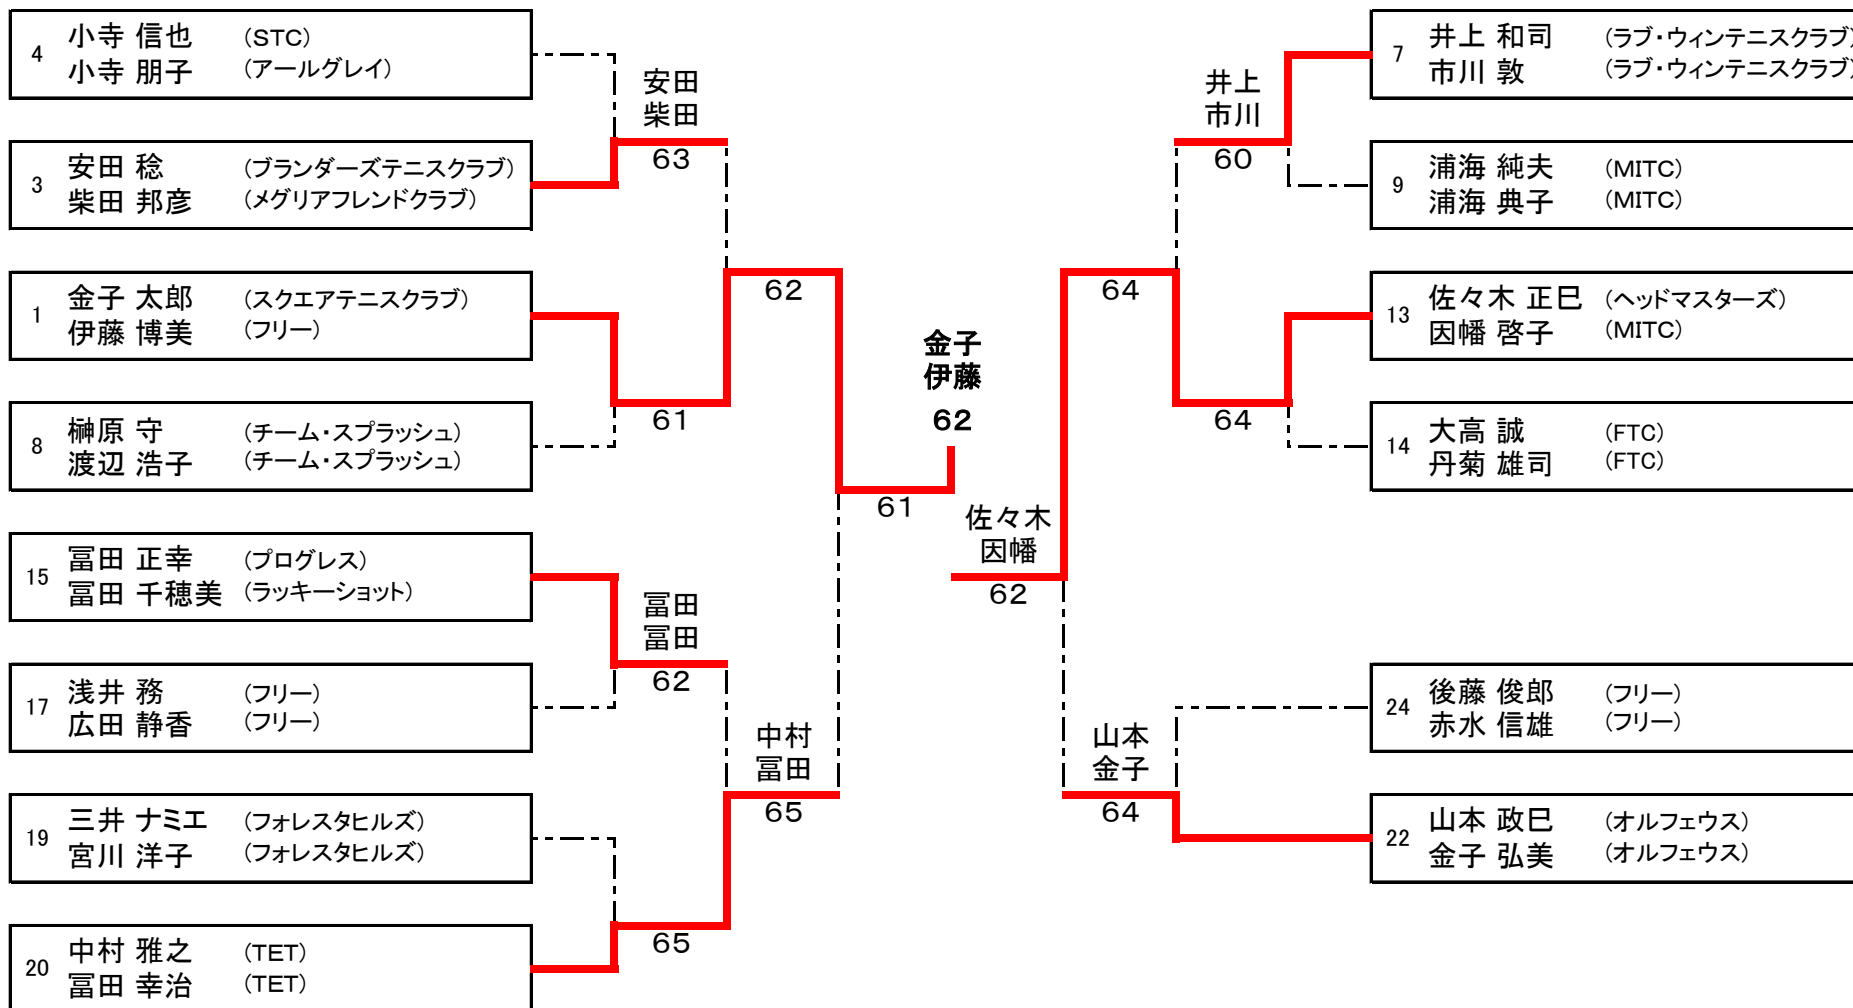 4 小寺 信也 (STC)
小寺 朋子 (アールグレイ)
3 安田 稔 (ブランダーズテニスクラブ)
柴田 邦彦 (メグリアフレンドクラブ)
1 金子 太郎 (スクエアテニスクラブ)
伊藤 博美 (フリー)
8 榊原 守 (チーム・スプラッシュ)
渡辺 浩子 (チーム・スプラッシュ)
15 冨田 正幸 (プログレス)
冨田 千穂美 (ラッキーショット)
17 浅井 務 (フリー)
広田 静香 (フリー)
19 三井 ナミエ (フォレスタヒルズ)
宮川 洋子 (フォレスタヒルズ)
20 中村 雅之 (TET)
冨田 幸治 (TET)
安田
柴田
63
61
冨田
冨田
62
65
62
中村
冨田
65
61
金子
伊藤
62
佐々木
因幡
62
64
山本
金子
64
井上
市川
60
64
7 井上 和司 (ラブ・ウィンテニスクラブ)
市川 敦 (ラブ・ウィンテニスクラブ)
9 浦海 純夫 (MITC)
浦海 典子 (MITC)
13 佐々木 正巳 (ヘッドマスターズ)
因幡 啓子 (MITC)
14 大高 誠 (FTC)
丹菊 雄司 (FTC)
24 後藤 俊郎 (フリー)
赤水 信雄 (フリー)
22 山本 政巳 (オルフェウス)
金子 弘美 (オルフェウス)